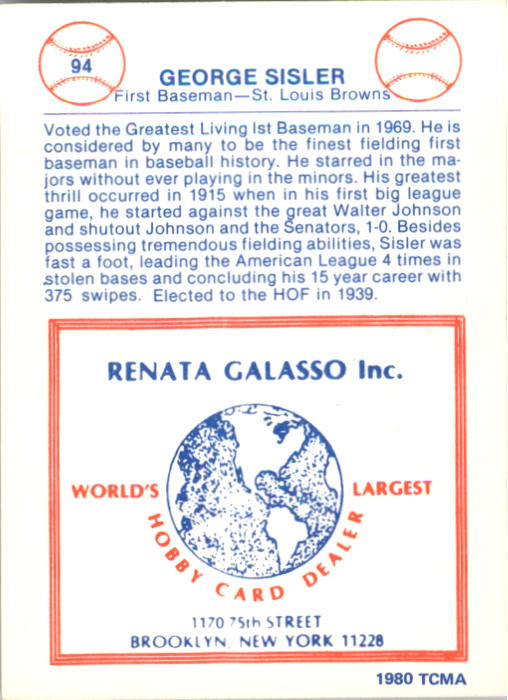 94
GEORGE SISLER
First Baseman—St. Louis Browns
Voted the Greatest Living Ist Baseman in 1969. He is
considered by many to be the finest fielding first
baseman in baseball history. He starred in the ma-
jors without ever playing in the minors. His greatest
thrill occurred in 1915 when in his first big league
game, he started against the great Walter Johnson
and shutout Johnson and the Senators, 1-0. Besides
possessing tremendous fielding abilities, Sisler was
fast a foot, leading the American League 4 times in
stolen bases and concluding his 15 year career with
375 swipes. Elected to the HOF in 1939.
RENATA GALASSO Inc.
WORLD'S LARGEST
HOBBY CARD DEALER
1170 75th STREET
BROOKLYN, NEW YORK 11228
1980 TCMA